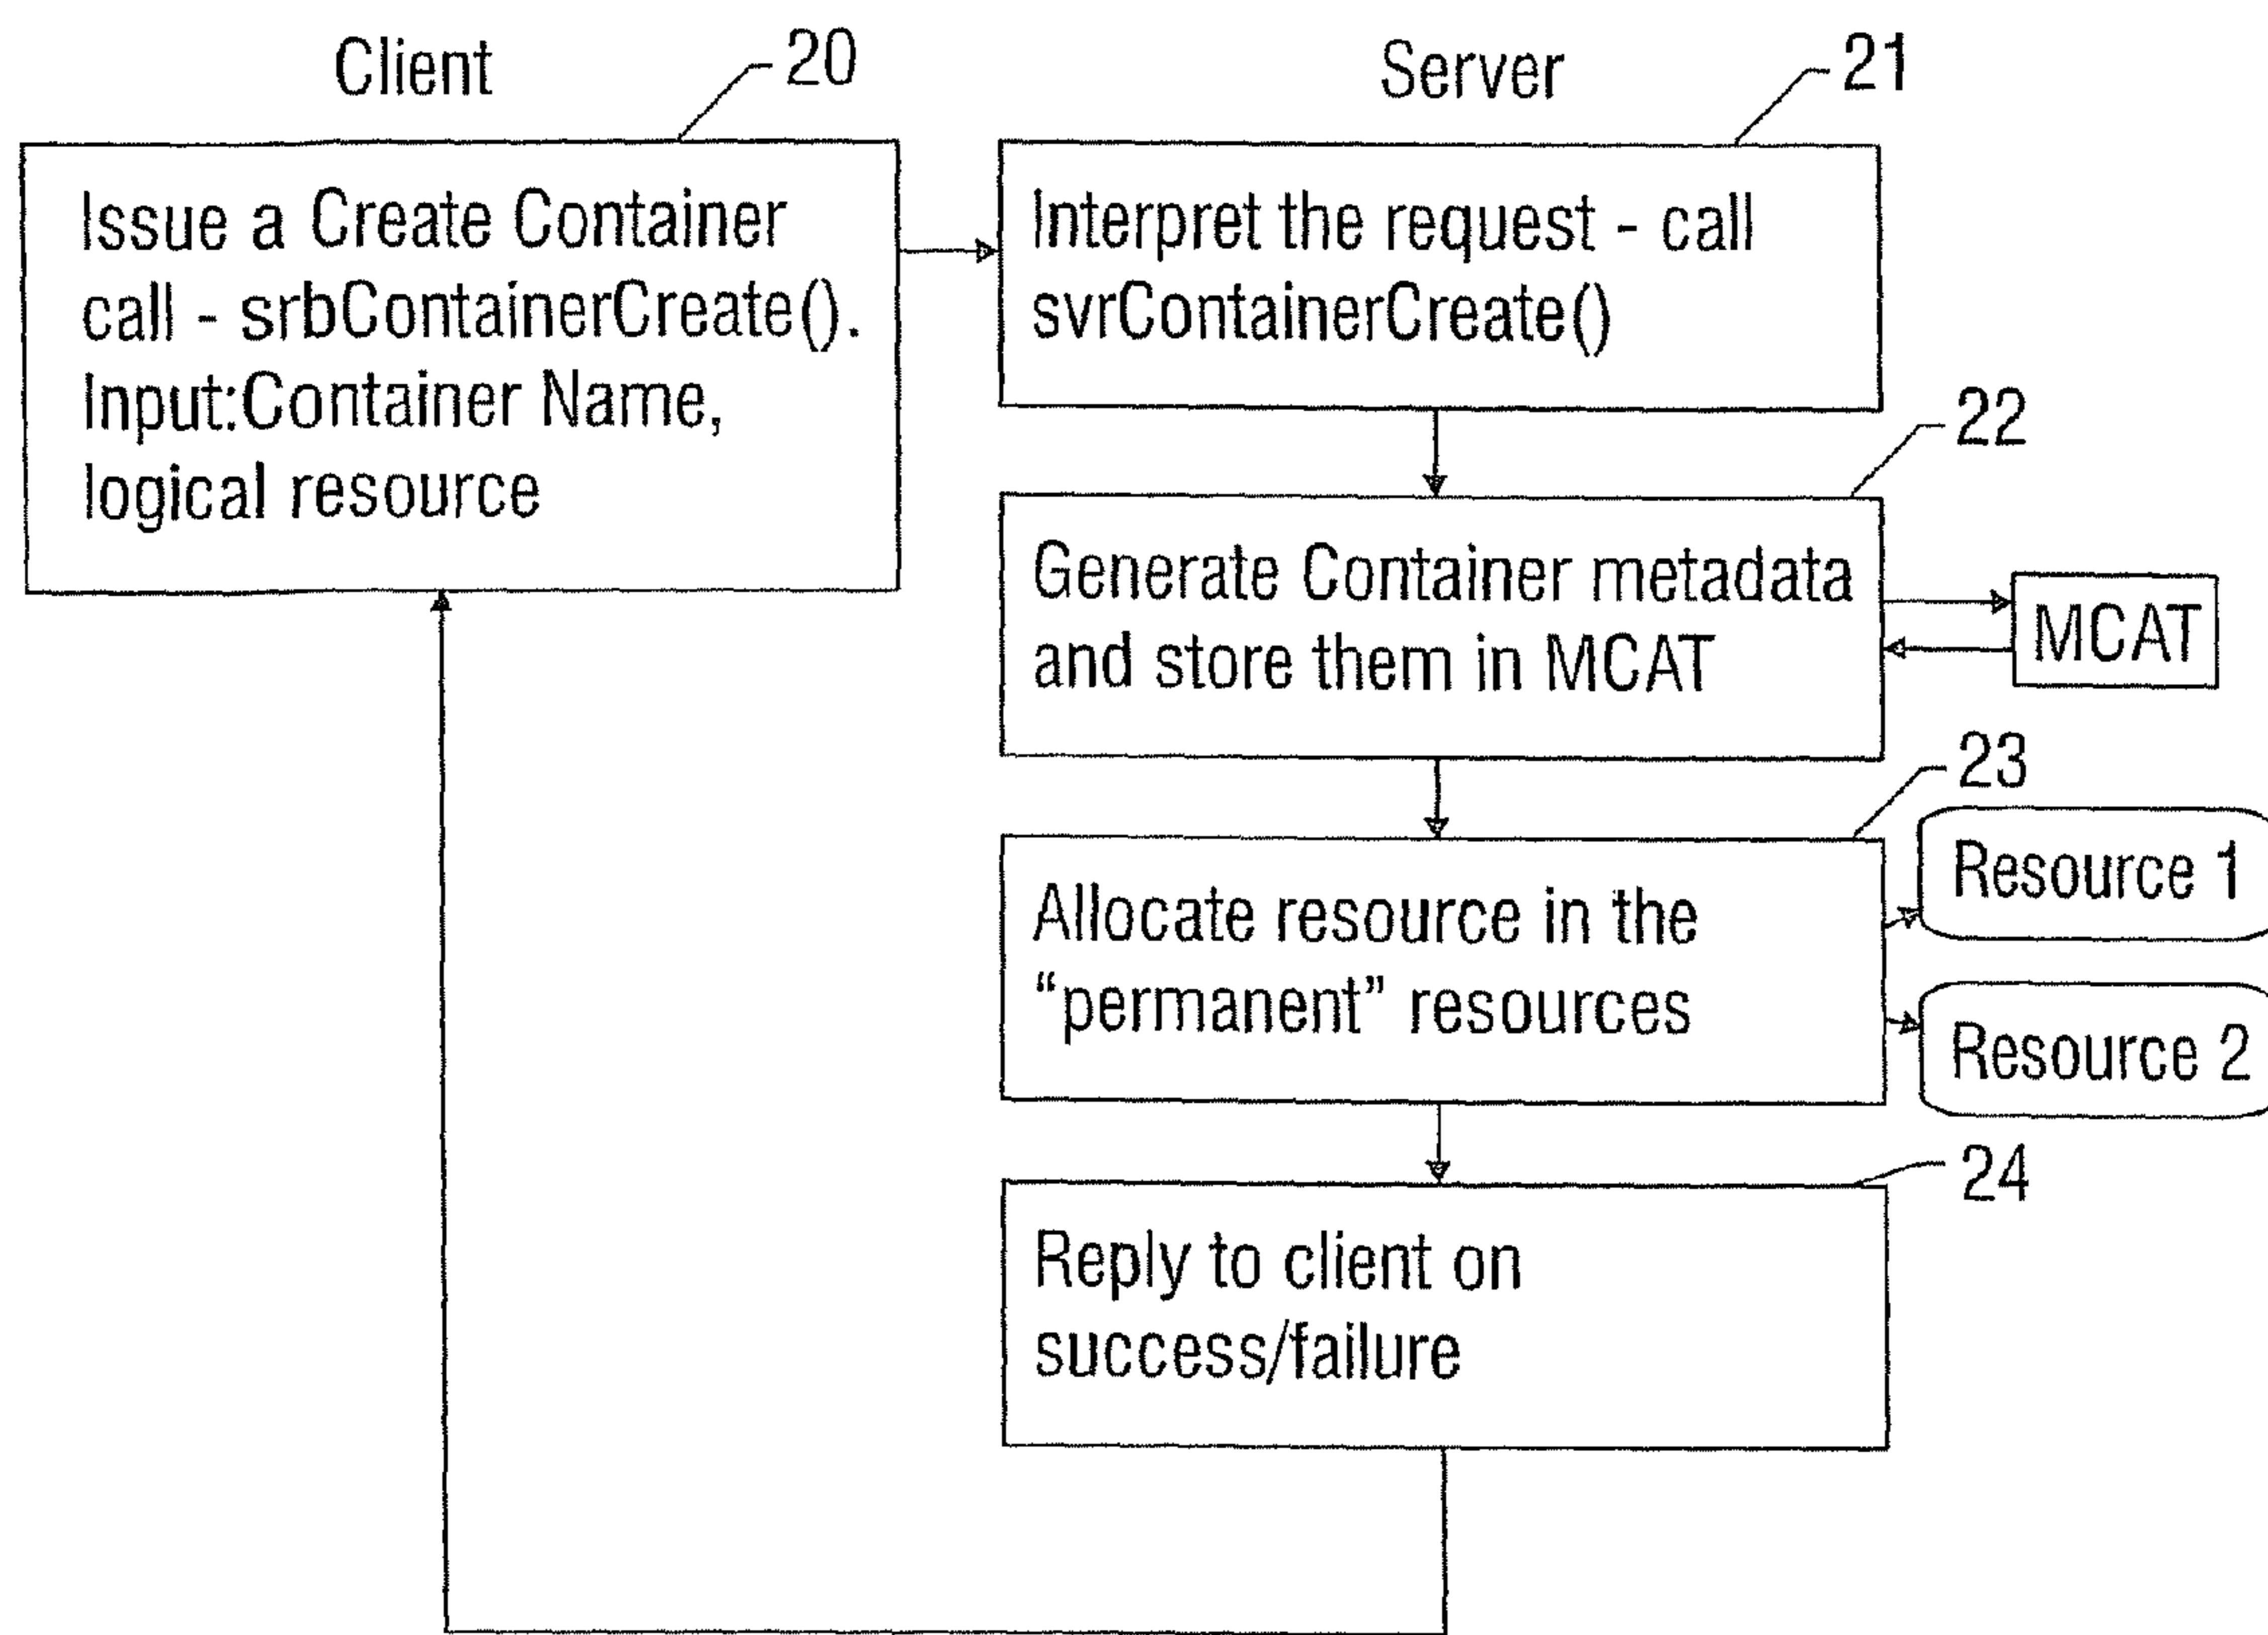 Client
20
Server
21
Issue a Create Container
call - srbContainerCreate().
Input:Container Name,
logical resource
Interpret the request - call
svrContainerCreate()
22
Generate Container metadata
and store them in MCAT
MCAT
23
Allocate resource in the
“permanent” resources
Resource 1
Resource 2
24
Reply to client on
success/failure